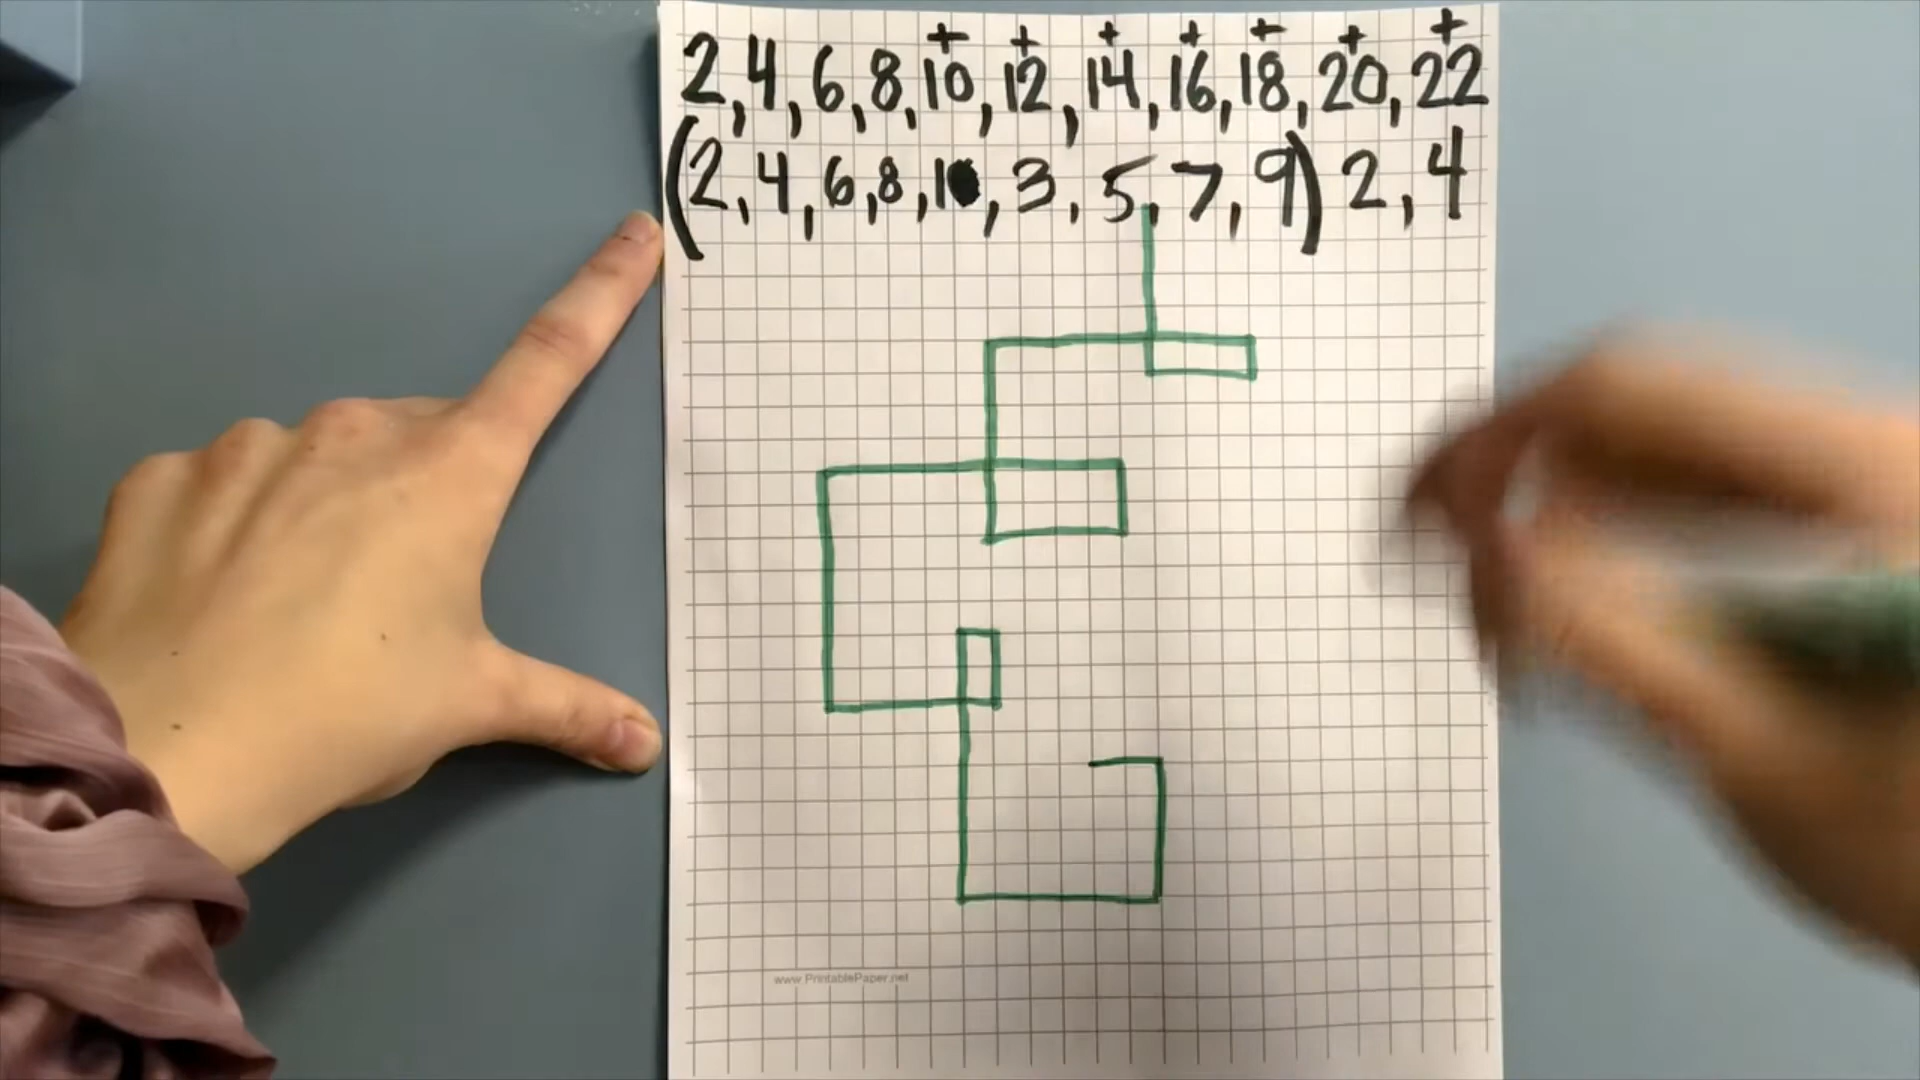 + + + + + + +
2, 4, 6, 8, 10, 12, 14, 16, 18, 20, 22
(2, 4, 6, 8, 10, 3, 5, 7, 9) 2, 4
www.PrintablePaper.net